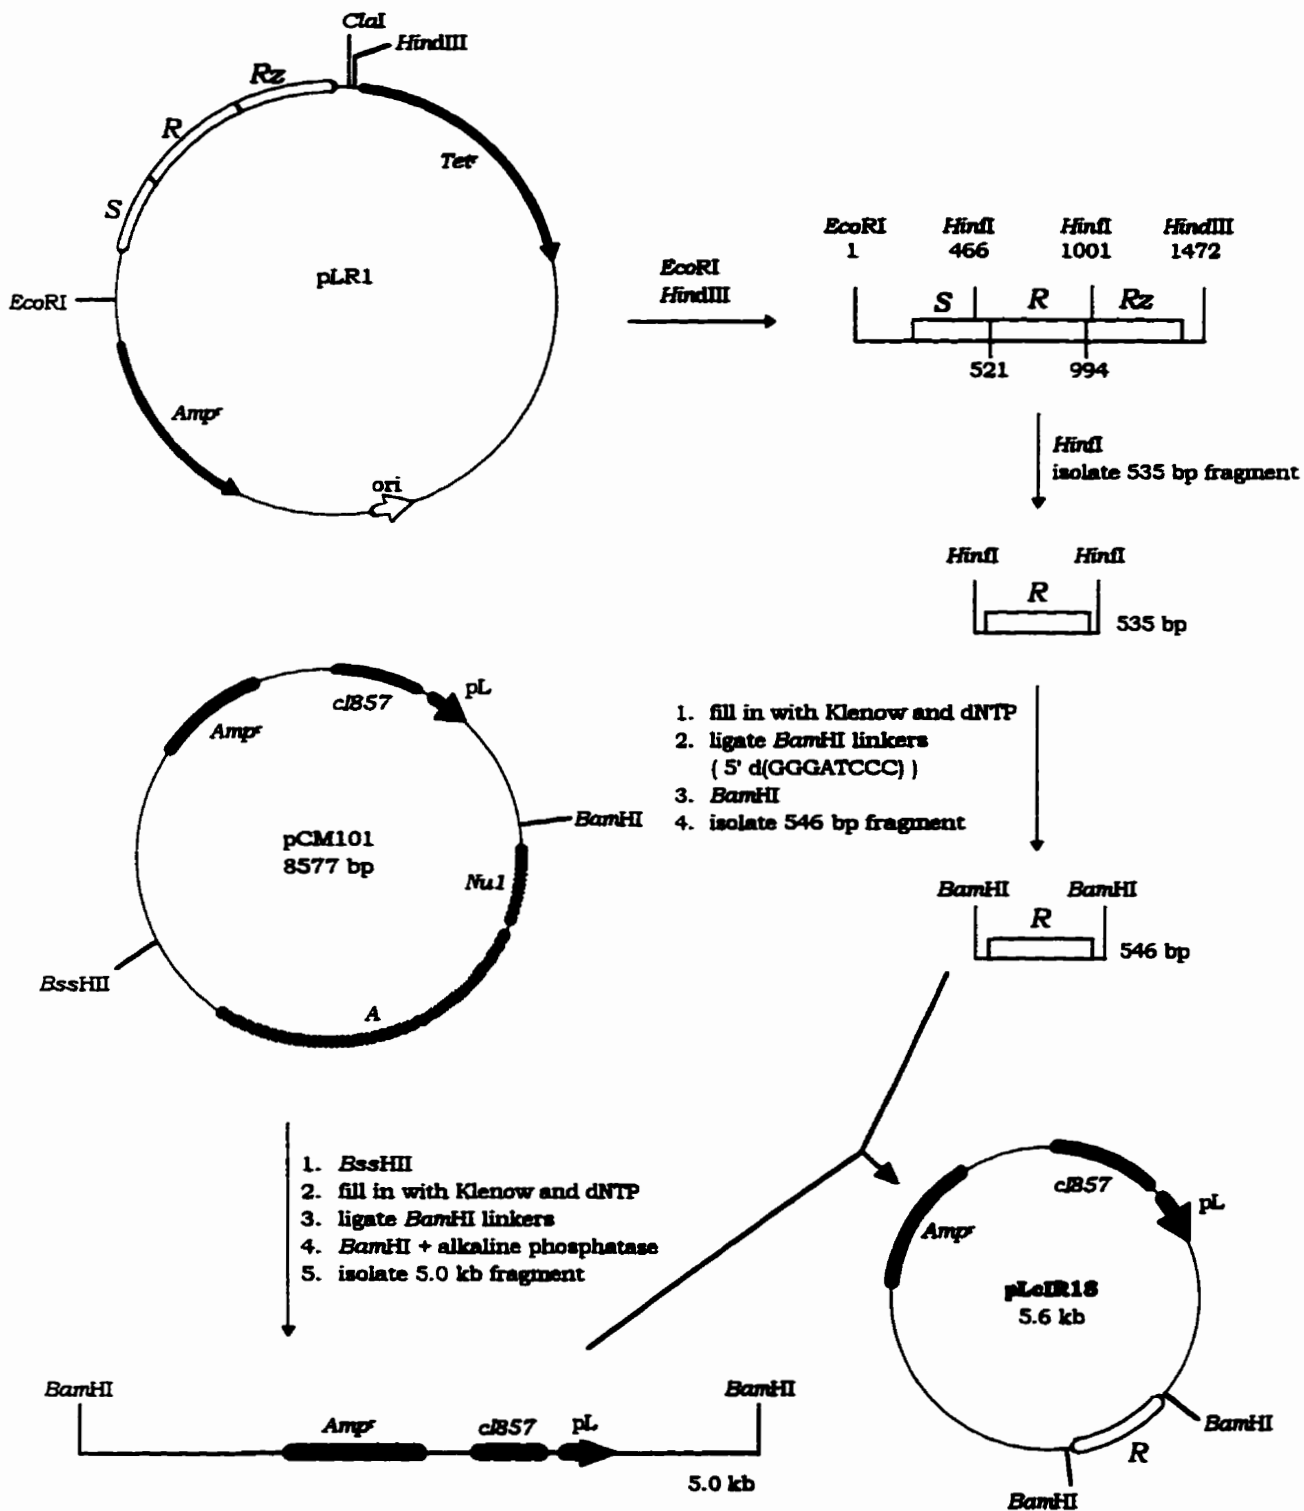 ClaI
HindIII
Rz
R
S
Tetʳ
pLR1
EcoRI
Ampʳ
ori
EcoRI
HindIII
EcoRI
1
HinfI
466
HinfI
1001
HindIII
1472
S
R
Rz
521
994
HinfI
isolate 535 bp fragment
HinfI
HinfI
R
535 bp
cI857
pL
Ampʳ
pCM101
8577 bp
BamHI
Nu1
BssHII
A
1. fill in with Klenow and dNTP
2. ligate BamHI linkers
( 5' d(GGGATCCC) )
3. BamHI
4. isolate 546 bp fragment
BamHI
BamHI
R
546 bp
1. BssHII
2. fill in with Klenow and dNTP
3. ligate BamHI linkers
4. BamHI + alkaline phosphatase
5. isolate 5.0 kb fragment
BamHI
BamHI
Ampʳ
cI857
pL
5.0 kb
cI857
pL
Ampʳ
pLcIR18
5.6 kb
BamHI
R
BamHI